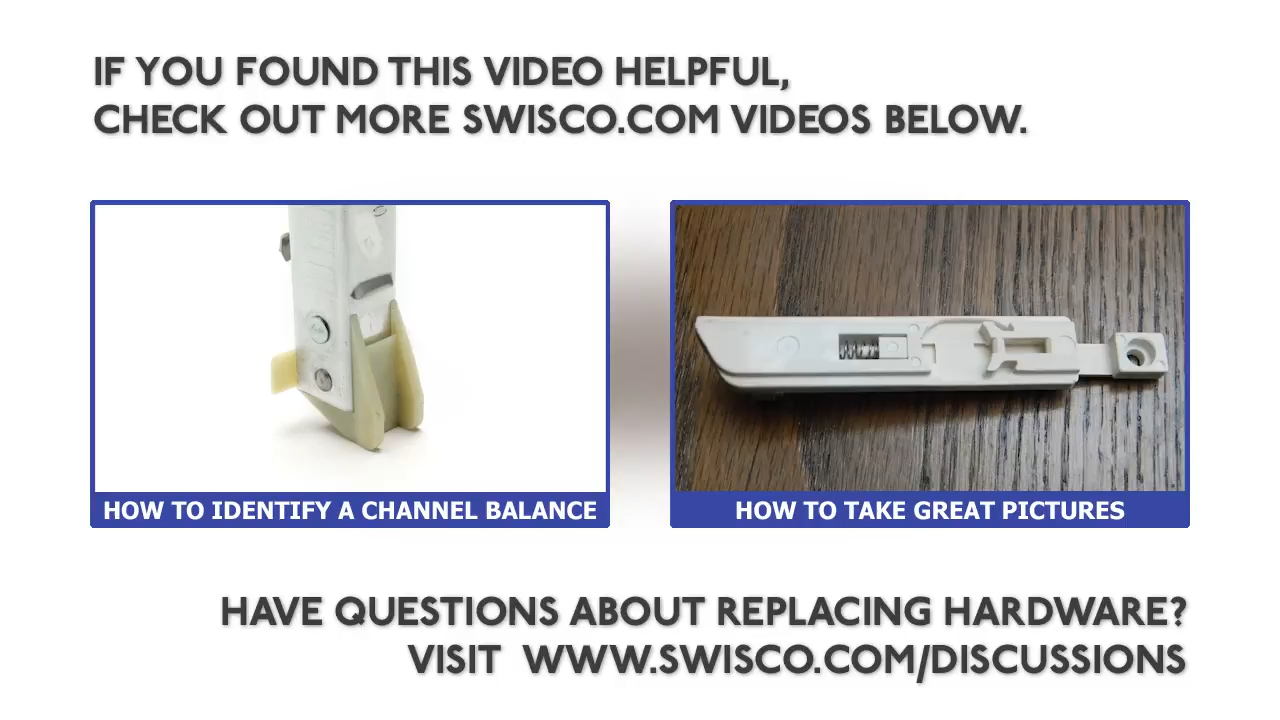 IF YOU FOUND THIS VIDEO HELPFUL,
CHECK OUT MORE SWISCO.COM VIDEOS BELOW.
HOW TO IDENTIFY A CHANNEL BALANCE
HOW TO TAKE GREAT PICTURES
HAVE QUESTIONS ABOUT REPLACING HARDWARE?
VISIT WWW.SWISCO.COM/DISCUSSIONS